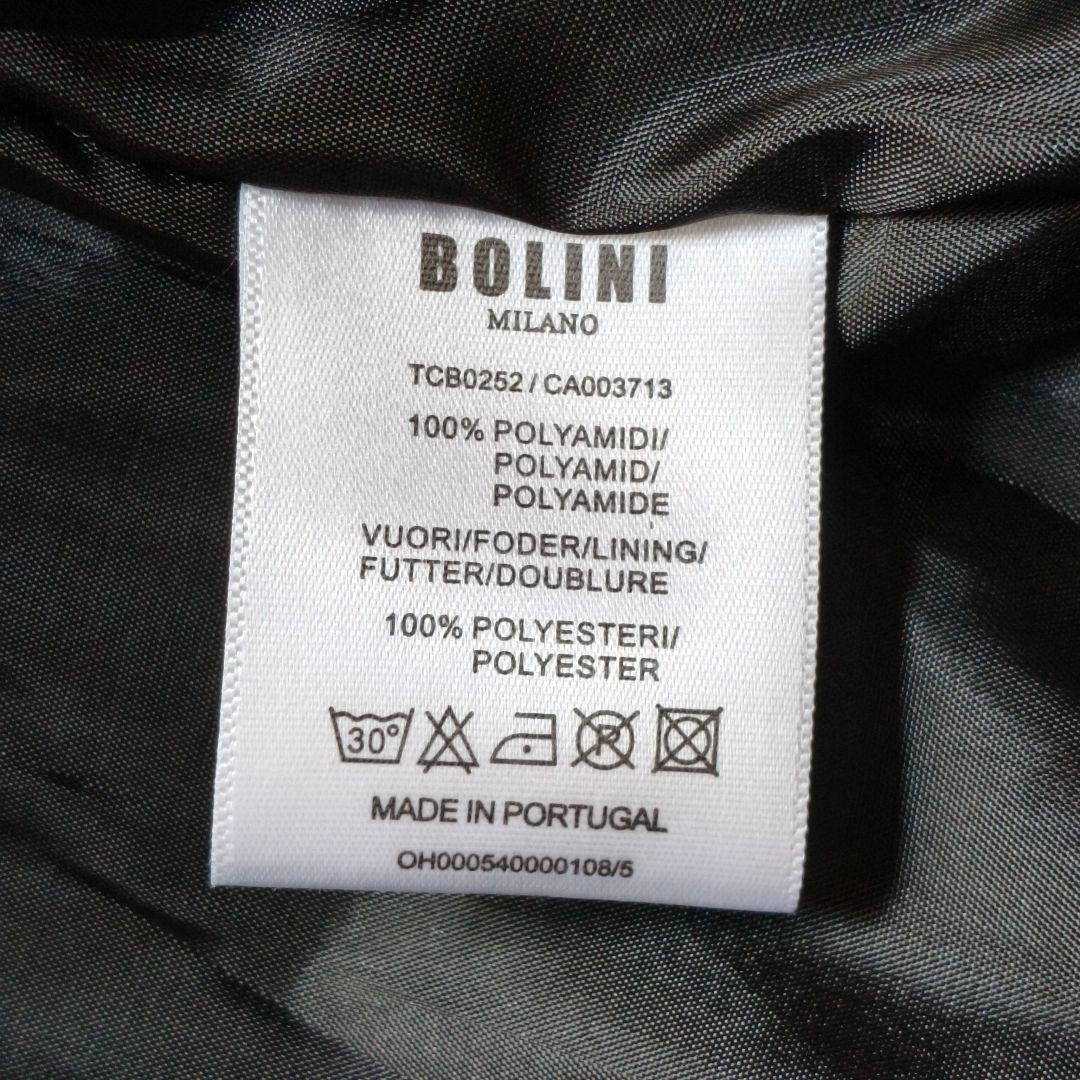 BOLINI
MILANO
TCB0252 / CA003713
100% POLYAMIDI/
POLYAMID/
POLYAMIDE
VUORI/FODER/LINING/
FUTTER/DOUBLURE
100% POLYESTERI/
POLYESTER
30° P
MADE IN PORTUGAL
OH000540000108/5